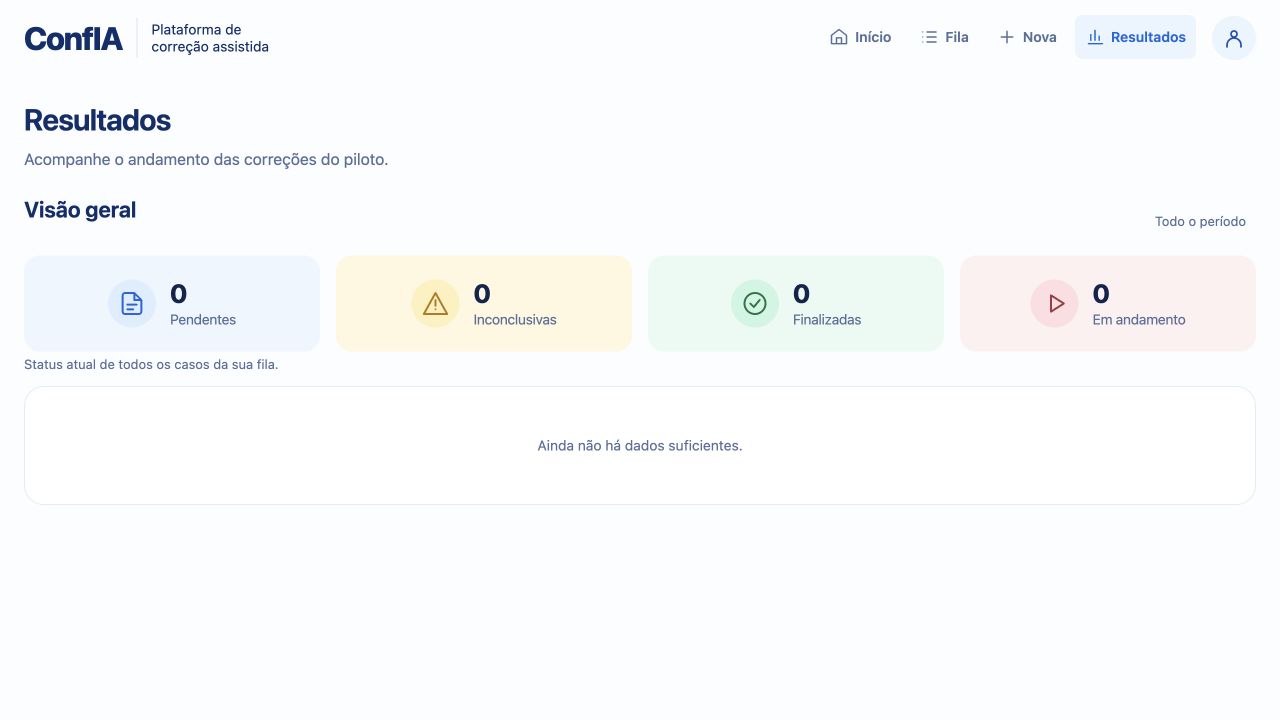 ConfIA
Plataforma de
correção assistida
Início
Fila
Nova
Resultados
Resultados
Acompanhe o andamento das correções do piloto.
Visão geral
Todo o período
0
Pendentes
0
Inconclusivas
0
Finalizadas
0
Em andamento
Status atual de todos os casos da sua fila.
Ainda não há dados suficientes.